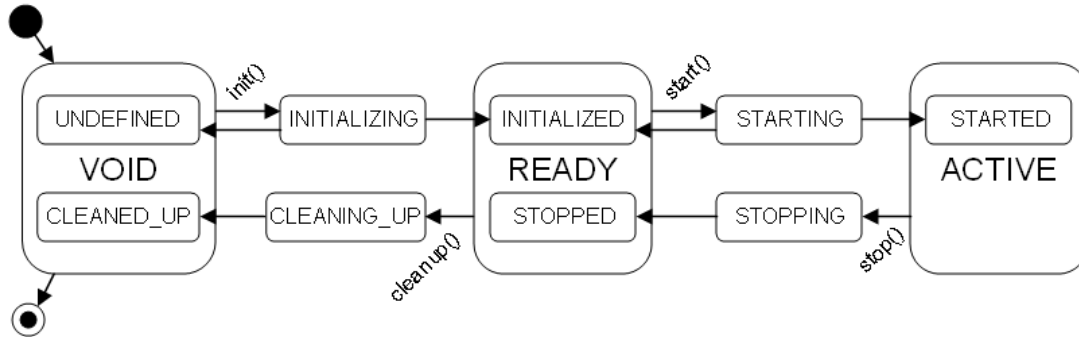 init()
start()
UNDEFINED
INITIALIZING
INITIALIZED
STARTING
STARTED
VOID
READY
ACTIVE
CLEANED_UP
CLEANING_UP
STOPPED
STOPPING
cleanup()
stop()